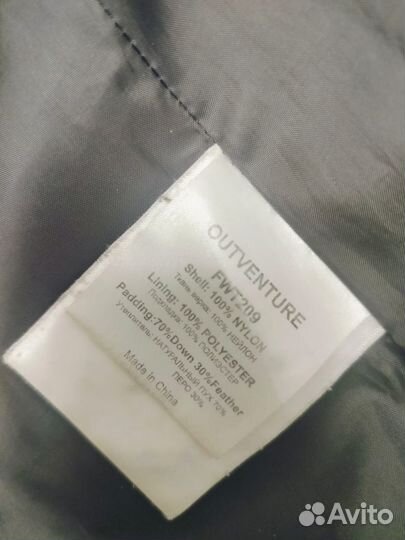 OUTVENTURE
FWT209
Shell: 100% NYLON
Ткань верха: 100% НЕЙЛОН
Lining: 100% POLYESTER
Подкладка: 100% ПОЛИЭСТЕР
Padding:70%Down 30%Feather
Утеплитель: НАТУРАЛЬНЫЙ ПУХ 70%
ПЕРО 30%
Made in China
Avito